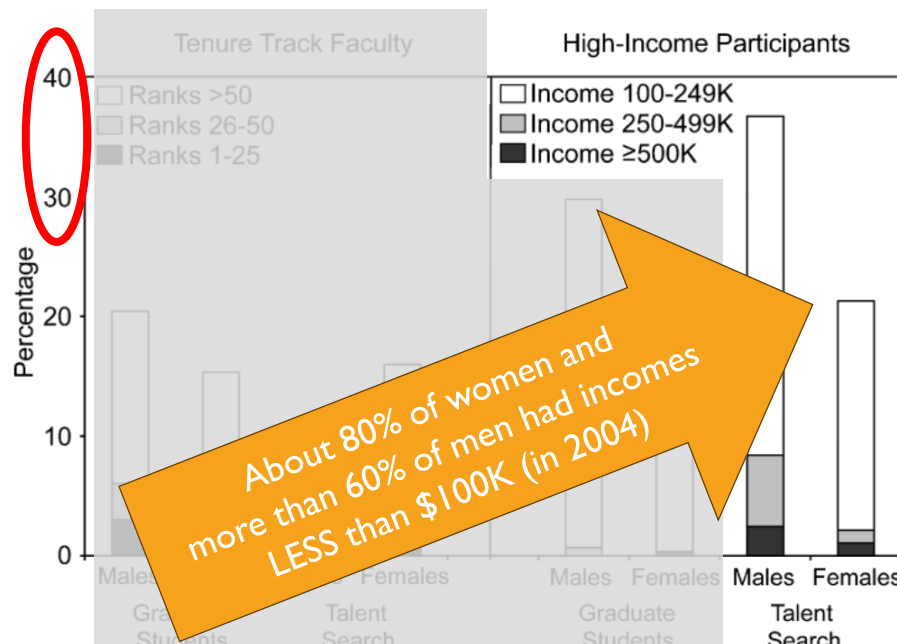 Tenure Track Faculty
High-Income Participants
40
30
20
10
0
Percentage
Ranks >50
Ranks 26-50
Ranks 1-25
Income 100-249K
Income 250-499K
Income ≥500K
About 80% of women and
more than 60% of men had incomes
LESS than $100K (in 2004)
Females
Males Females
Males Females
Talent
Search
Graduate
Students
Talent
Search